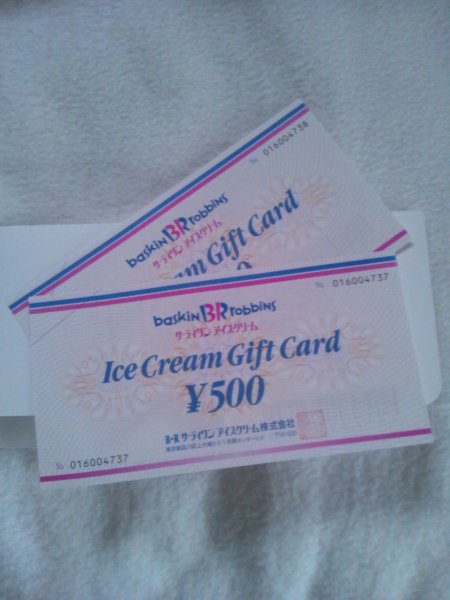 № 016004738
baskin BR robbins
サーティワン アイスクリーム
Ice Cream Gift Card
№ 016004737
baskin BR robbins
サーティワン アイスクリーム
Ice Cream Gift Card
¥500
B-R サーティワン アイスクリーム株式会社
№ 016004737